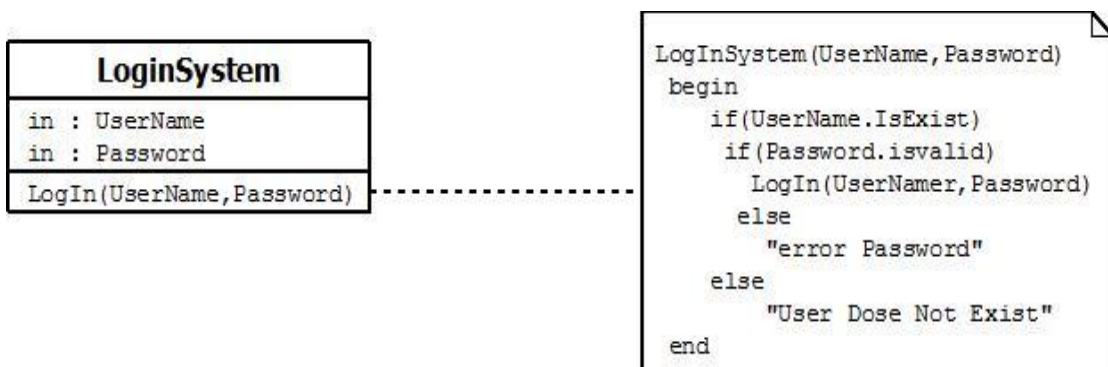 LoginSystem
in : UserName
in : Password
LogIn(UserName,Password)
LogInSystem(UserName,Password)
begin
if(UserName.IsExist)
if(Password.isvalid)
LogIn(UserNamer,Password)
else
"error Password"
else
"User Dose Not Exist"
end